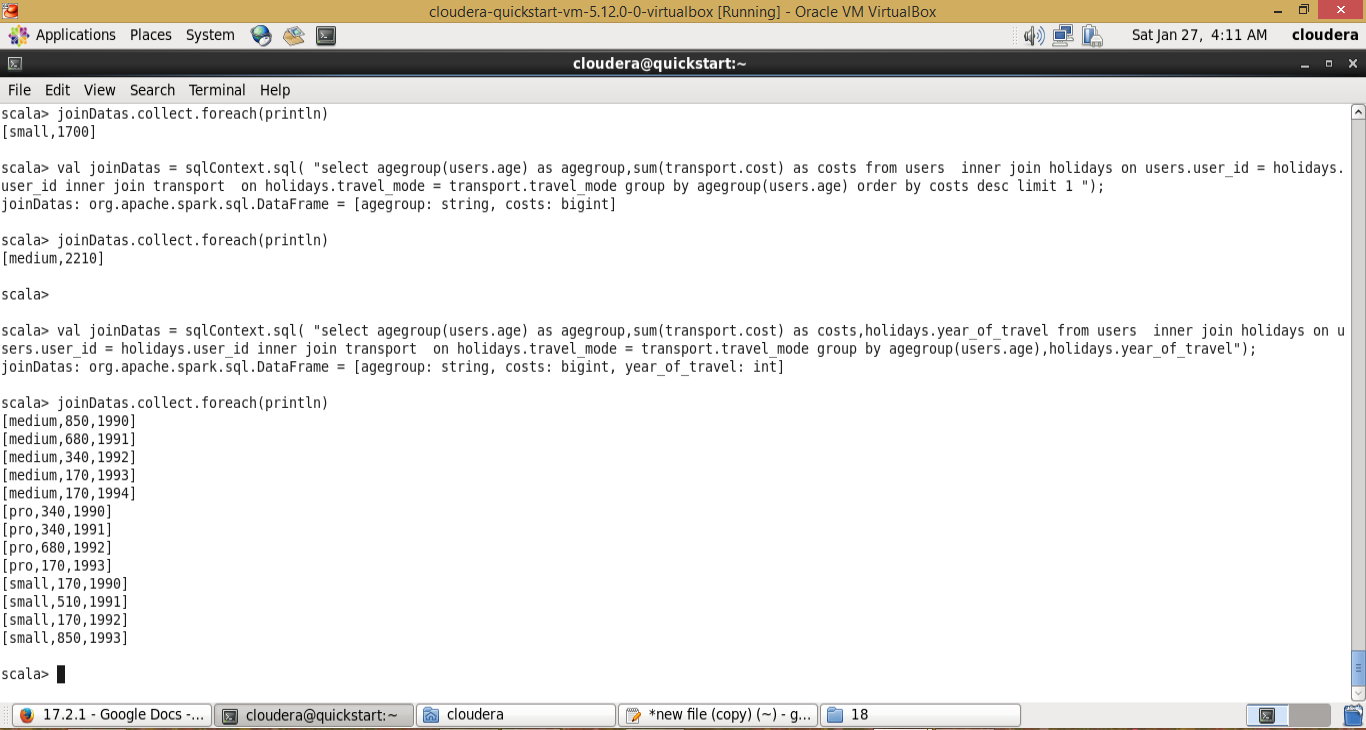 cloudera-quickstart-vm-5.12.0-0-virtualbox [Running] - Oracle VM VirtualBox
Applications Places System Sat Jan 27, 4:11 AM cloudera
cloudera@quickstart:~
File Edit View Search Terminal Help
scala> joinDatas.collect.foreach(println)
[small,1700]
scala> val joinDatas = sqlContext.sql( "select agegroup(users.age) as agegroup,sum(transport.cost) as costs from users  inner join holidays on users.user_id = holidays.
user_id inner join transport  on holidays.travel_mode = transport.travel_mode group by agegroup(users.age) order by costs desc limit 1 ");
joinDatas: org.apache.spark.sql.DataFrame = [agegroup: string, costs: bigint]
scala> joinDatas.collect.foreach(println)
[medium,2210]
scala>
scala> val joinDatas = sqlContext.sql( "select agegroup(users.age) as agegroup,sum(transport.cost) as costs,holidays.year_of_travel from users  inner join holidays on u
sers.user_id = holidays.user_id inner join transport  on holidays.travel_mode = transport.travel_mode group by agegroup(users.age),holidays.year_of_travel");
joinDatas: org.apache.spark.sql.DataFrame = [agegroup: string, costs: bigint, year_of_travel: int]
scala> joinDatas.collect.foreach(println)
[medium,850,1990]
[medium,680,1991]
[medium,340,1992]
[medium,170,1993]
[medium,170,1994]
[pro,340,1990]
[pro,340,1991]
[pro,680,1992]
[pro,170,1993]
[small,170,1990]
[small,510,1991]
[small,170,1992]
[small,850,1993]
scala>
17.2.1 - Google Docs -... cloudera@quickstart:~ cloudera *new file (copy) (~) - g... 18